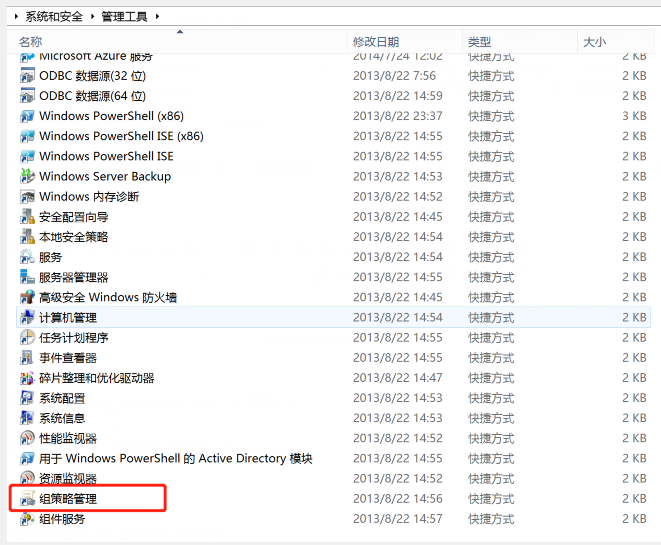 系统和安全 管理工具
名称 修改日期 类型 大小
Microsoft Azure 服务 2014/7/24 12:02 快捷方式 2 KB
ODBC 数据源(32 位) 2013/8/22 7:56 快捷方式 2 KB
ODBC 数据源(64 位) 2013/8/22 14:59 快捷方式 2 KB
Windows PowerShell (x86) 2013/8/22 23:37 快捷方式 3 KB
Windows PowerShell ISE (x86) 2013/8/22 14:55 快捷方式 2 KB
Windows PowerShell ISE 2013/8/22 14:55 快捷方式 2 KB
Windows Server Backup 2013/8/22 14:53 快捷方式 2 KB
Windows 内存诊断 2013/8/22 14:52 快捷方式 2 KB
安全配置向导 2013/8/22 14:45 快捷方式 2 KB
本地安全策略 2013/8/22 14:54 快捷方式 2 KB
服务 2013/8/22 14:54 快捷方式 2 KB
服务器管理器 2013/8/22 14:55 快捷方式 2 KB
高级安全 Windows 防火墙 2013/8/22 14:45 快捷方式 2 KB
计算机管理 2013/8/22 14:54 快捷方式 2 KB
任务计划程序 2013/8/22 14:55 快捷方式 2 KB
事件查看器 2013/8/22 14:55 快捷方式 2 KB
碎片整理和优化驱动器 2013/8/22 14:47 快捷方式 2 KB
系统配置 2013/8/22 14:53 快捷方式 2 KB
系统信息 2013/8/22 14:53 快捷方式 2 KB
性能监视器 2013/8/22 14:52 快捷方式 2 KB
用于 Windows PowerShell 的 Active Directory 模块 2013/8/22 14:55 快捷方式 2 KB
资源监视器 2013/8/22 14:52 快捷方式 2 KB
组策略管理 2013/8/22 14:56 快捷方式 2 KB
组件服务 2013/8/22 14:57 快捷方式 2 KB